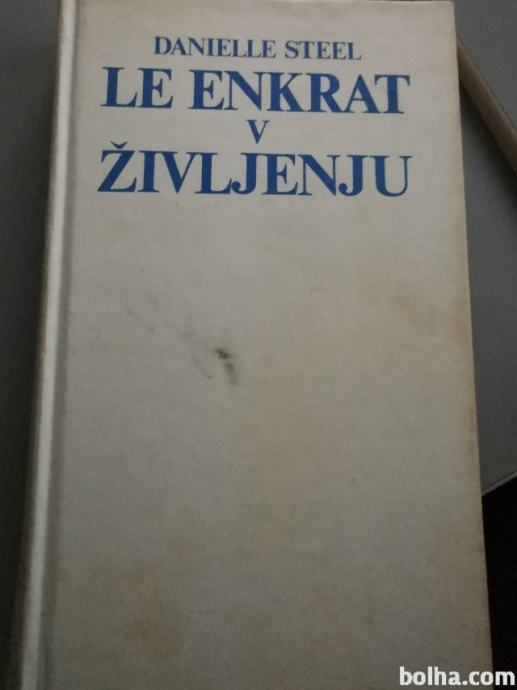 DANIELLE STEEL
LE ENKRAT
V
ŽIVLJENJU
bolha.com